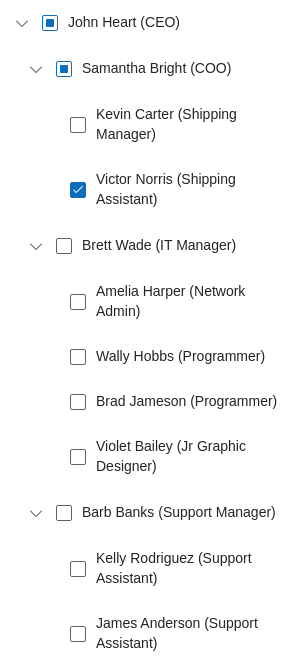 John Heart (CEO)
Samantha Bright (COO)
Kevin Carter (Shipping
Manager)
Victor Norris (Shipping
Assistant)
Brett Wade (IT Manager)
Amelia Harper (Network
Admin)
Wally Hobbs (Programmer)
Brad Jameson (Programmer)
Violet Bailey (Jr Graphic
Designer)
Barb Banks (Support Manager)
Kelly Rodriguez (Support
Assistant)
James Anderson (Support
Assistant)